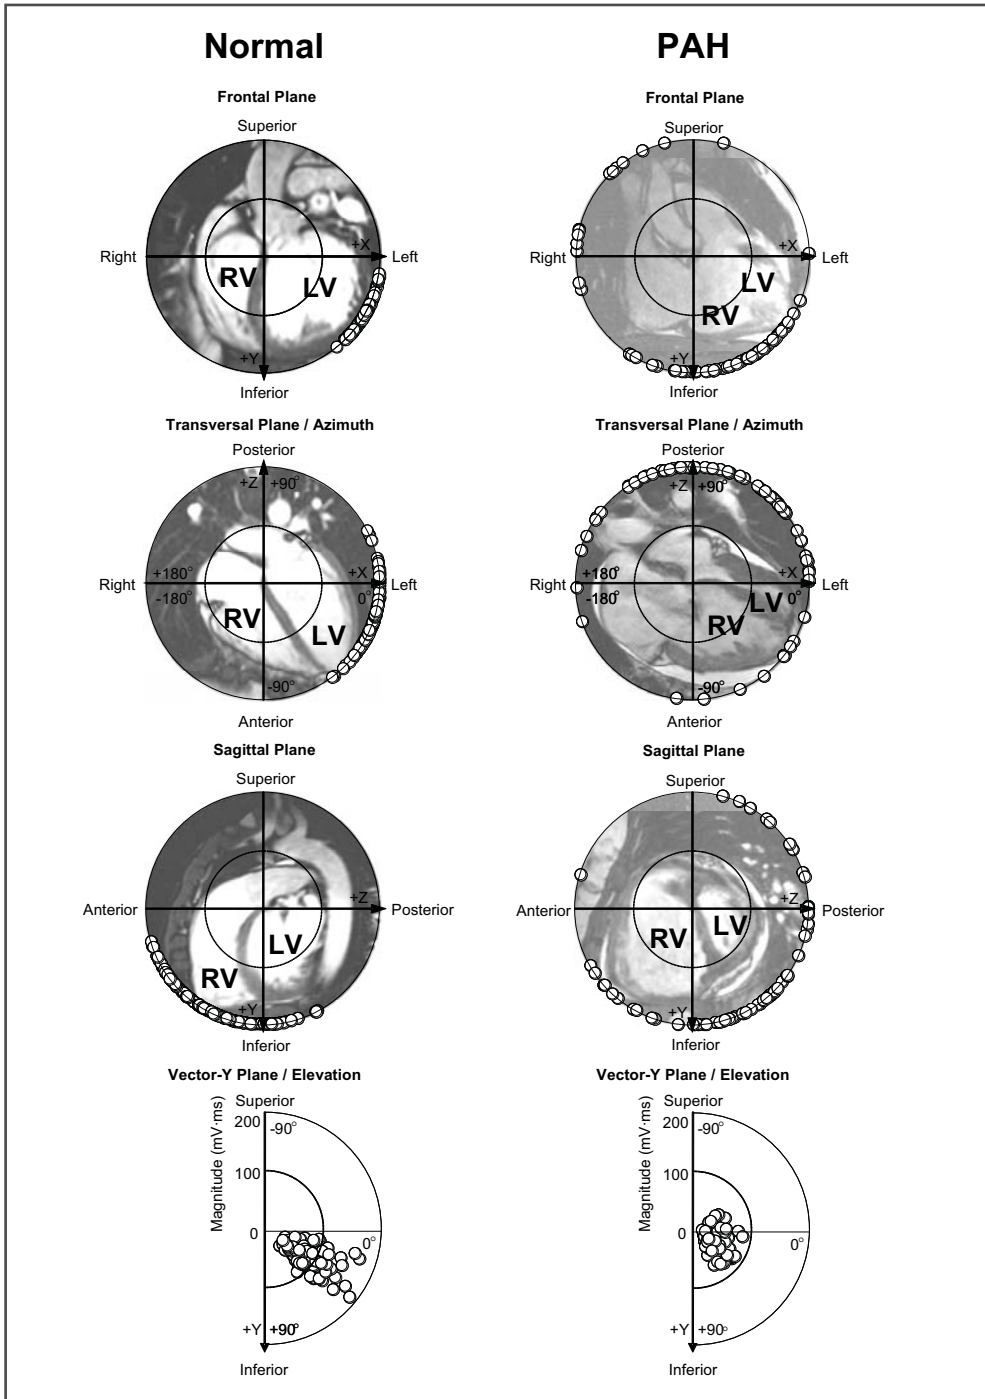 Normal PAH
Frontal Plane Frontal Plane
Superior Superior
+X +X
Right Left Right Left
RV LV LV
RV
+Y +Y
Inferior Inferior
Transversal Plane / Azimuth Transversal Plane / Azimuth
Posterior Posterior
+Z +90° +Z +90°
+180° +X +180° +X
Right Left Right Left
-180° 0° -180° 0°
RV LV RV LV
-90° -90°
Anterior Anterior
Sagittal Plane Sagittal Plane
Superior Superior
+Z +Z
Anterior Posterior Anterior Posterior
LV RV LV
RV
+Y +Y
Inferior Inferior
Vector-Y Plane / Elevation Vector-Y Plane / Elevation
Superior Superior
Magnitude (mV·ms) Magnitude (mV·ms)
200 -90° 200 -90°
100 100
0 0° 0 0°
+Y +90° +Y +90°
Inferior Inferior